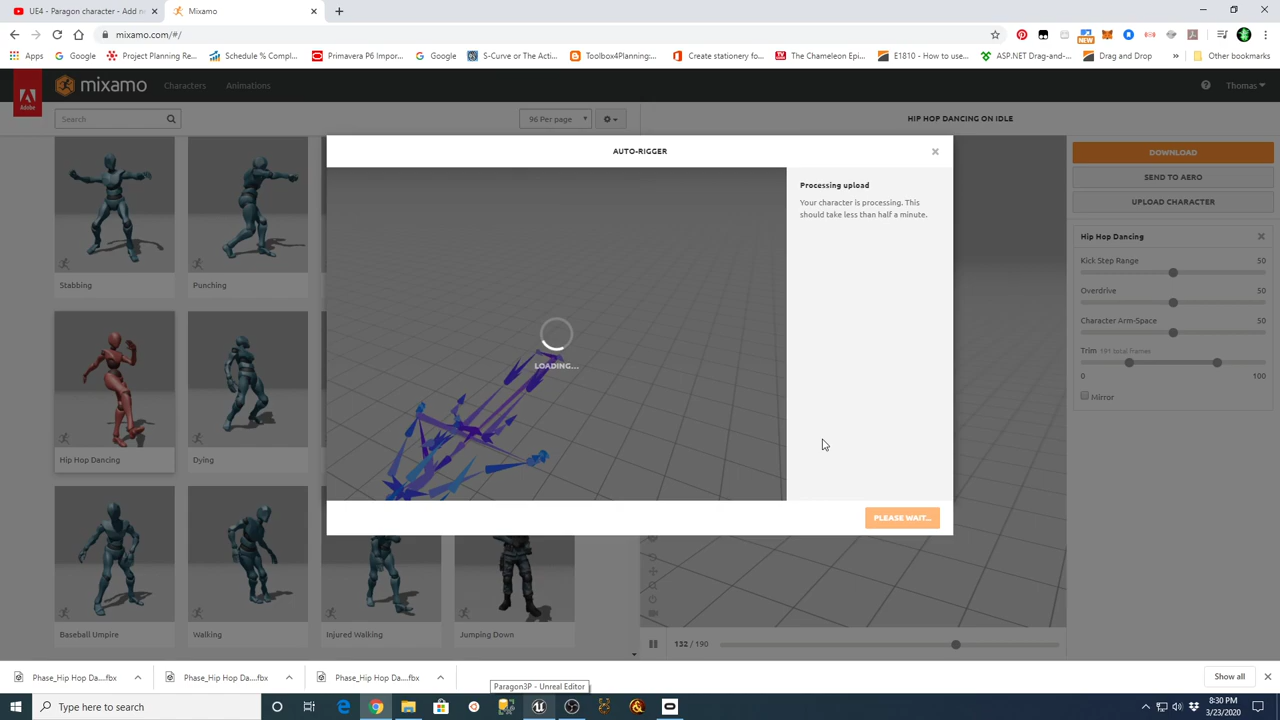 UE4 - Paragon character - Add ne
Mixamo
mixamo.com/#/
NEW
Apps
Google
Project Planning Re...
Schedule % Complet...
Primavera P6 Impor...
Google
S-Curve or The Acti...
Toolbox4Planning:...
Create stationery fo...
The Chameleon Epi...
E1810 - How to use...
ASP.NET Drag-and-...
Drag and Drop
»
Other bookmarks
Adobe
mixamo
Characters
Animations
Thomas
Search
96 Per page
HIP HOP DANCING ON IDLE
AUTO-RIGGER
DOWNLOAD
SEND TO AERO
UPLOAD CHARACTER
Processing upload
Your character is processing. This
should take less than half a minute.
LOADING...
PLEASE WAIT...
Hip Hop Dancing
Kick Step Range 50
Overdrive 50
Character Arm-Space 50
Trim 191 total frames
0 100
Mirror
Stabbing
Punching
Hip Hop Dancing
Dying
Baseball Umpire
Walking
Injured Walking
Jumping Down
132 / 190
Phase_Hip Hop Da....fbx
Phase_Hip Hop Da....fbx
Phase_Hip Hop Da....fbx
Show all
Paragon3P - Unreal Editor
Type here to search
8:30 PM
3/23/2020